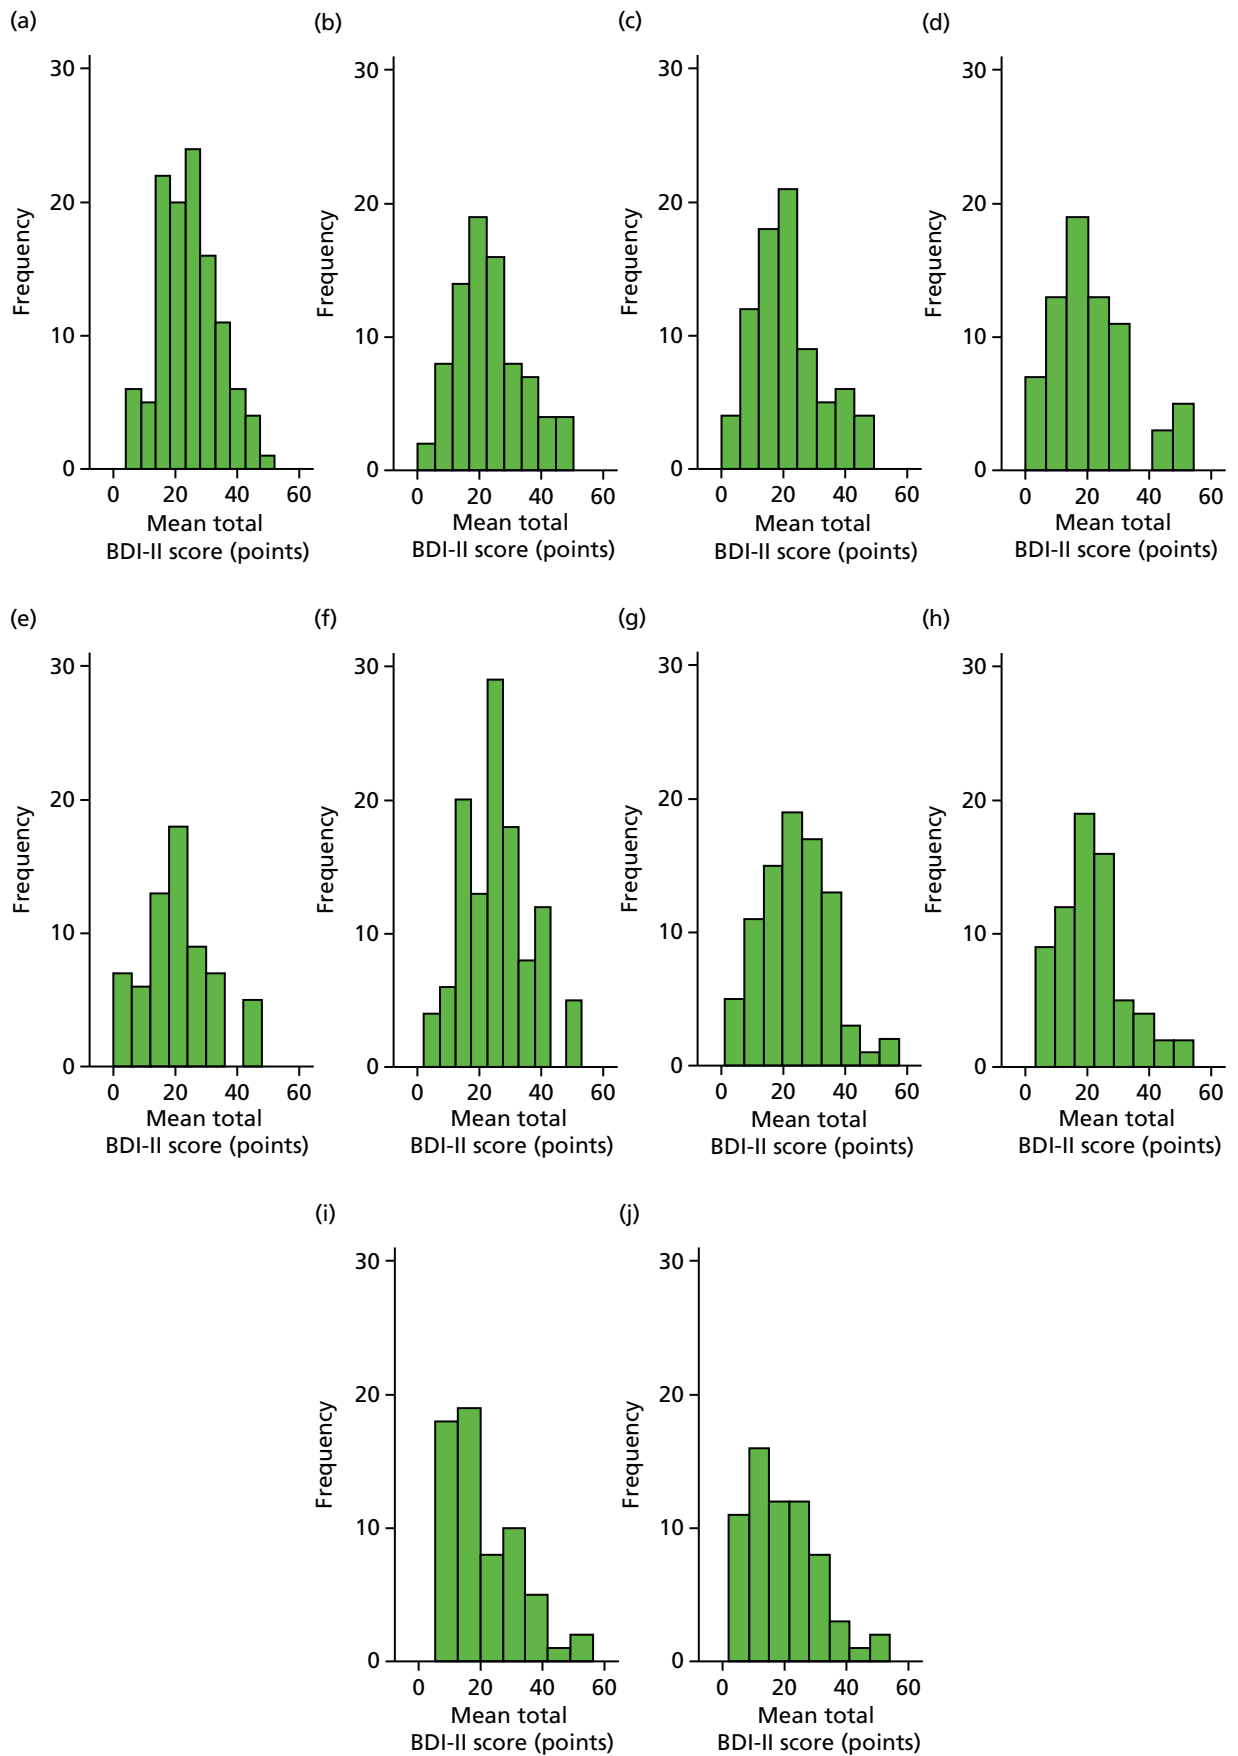 (a)
30
20
10
0
Frequency
0 20 40 60
Mean total
BDI-II score (points)
(b)
30
20
10
0
Frequency
0 20 40 60
Mean total
BDI-II score (points)
(c)
30
20
10
0
Frequency
0 20 40 60
Mean total
BDI-II score (points)
(d)
30
20
10
0
Frequency
0 20 40 60
Mean total
BDI-II score (points)
(e)
30
20
10
0
Frequency
0 20 40 60
Mean total
BDI-II score (points)
(f)
30
20
10
0
Frequency
0 20 40 60
Mean total
BDI-II score (points)
(g)
30
20
10
0
Frequency
0 20 40 60
Mean total
BDI-II score (points)
(h)
30
20
10
0
Frequency
0 20 40 60
Mean total
BDI-II score (points)
(i)
30
20
10
0
Frequency
0 20 40 60
Mean total
BDI-II score (points)
(j)
30
20
10
0
Frequency
0 20 40 60
Mean total
BDI-II score (points)